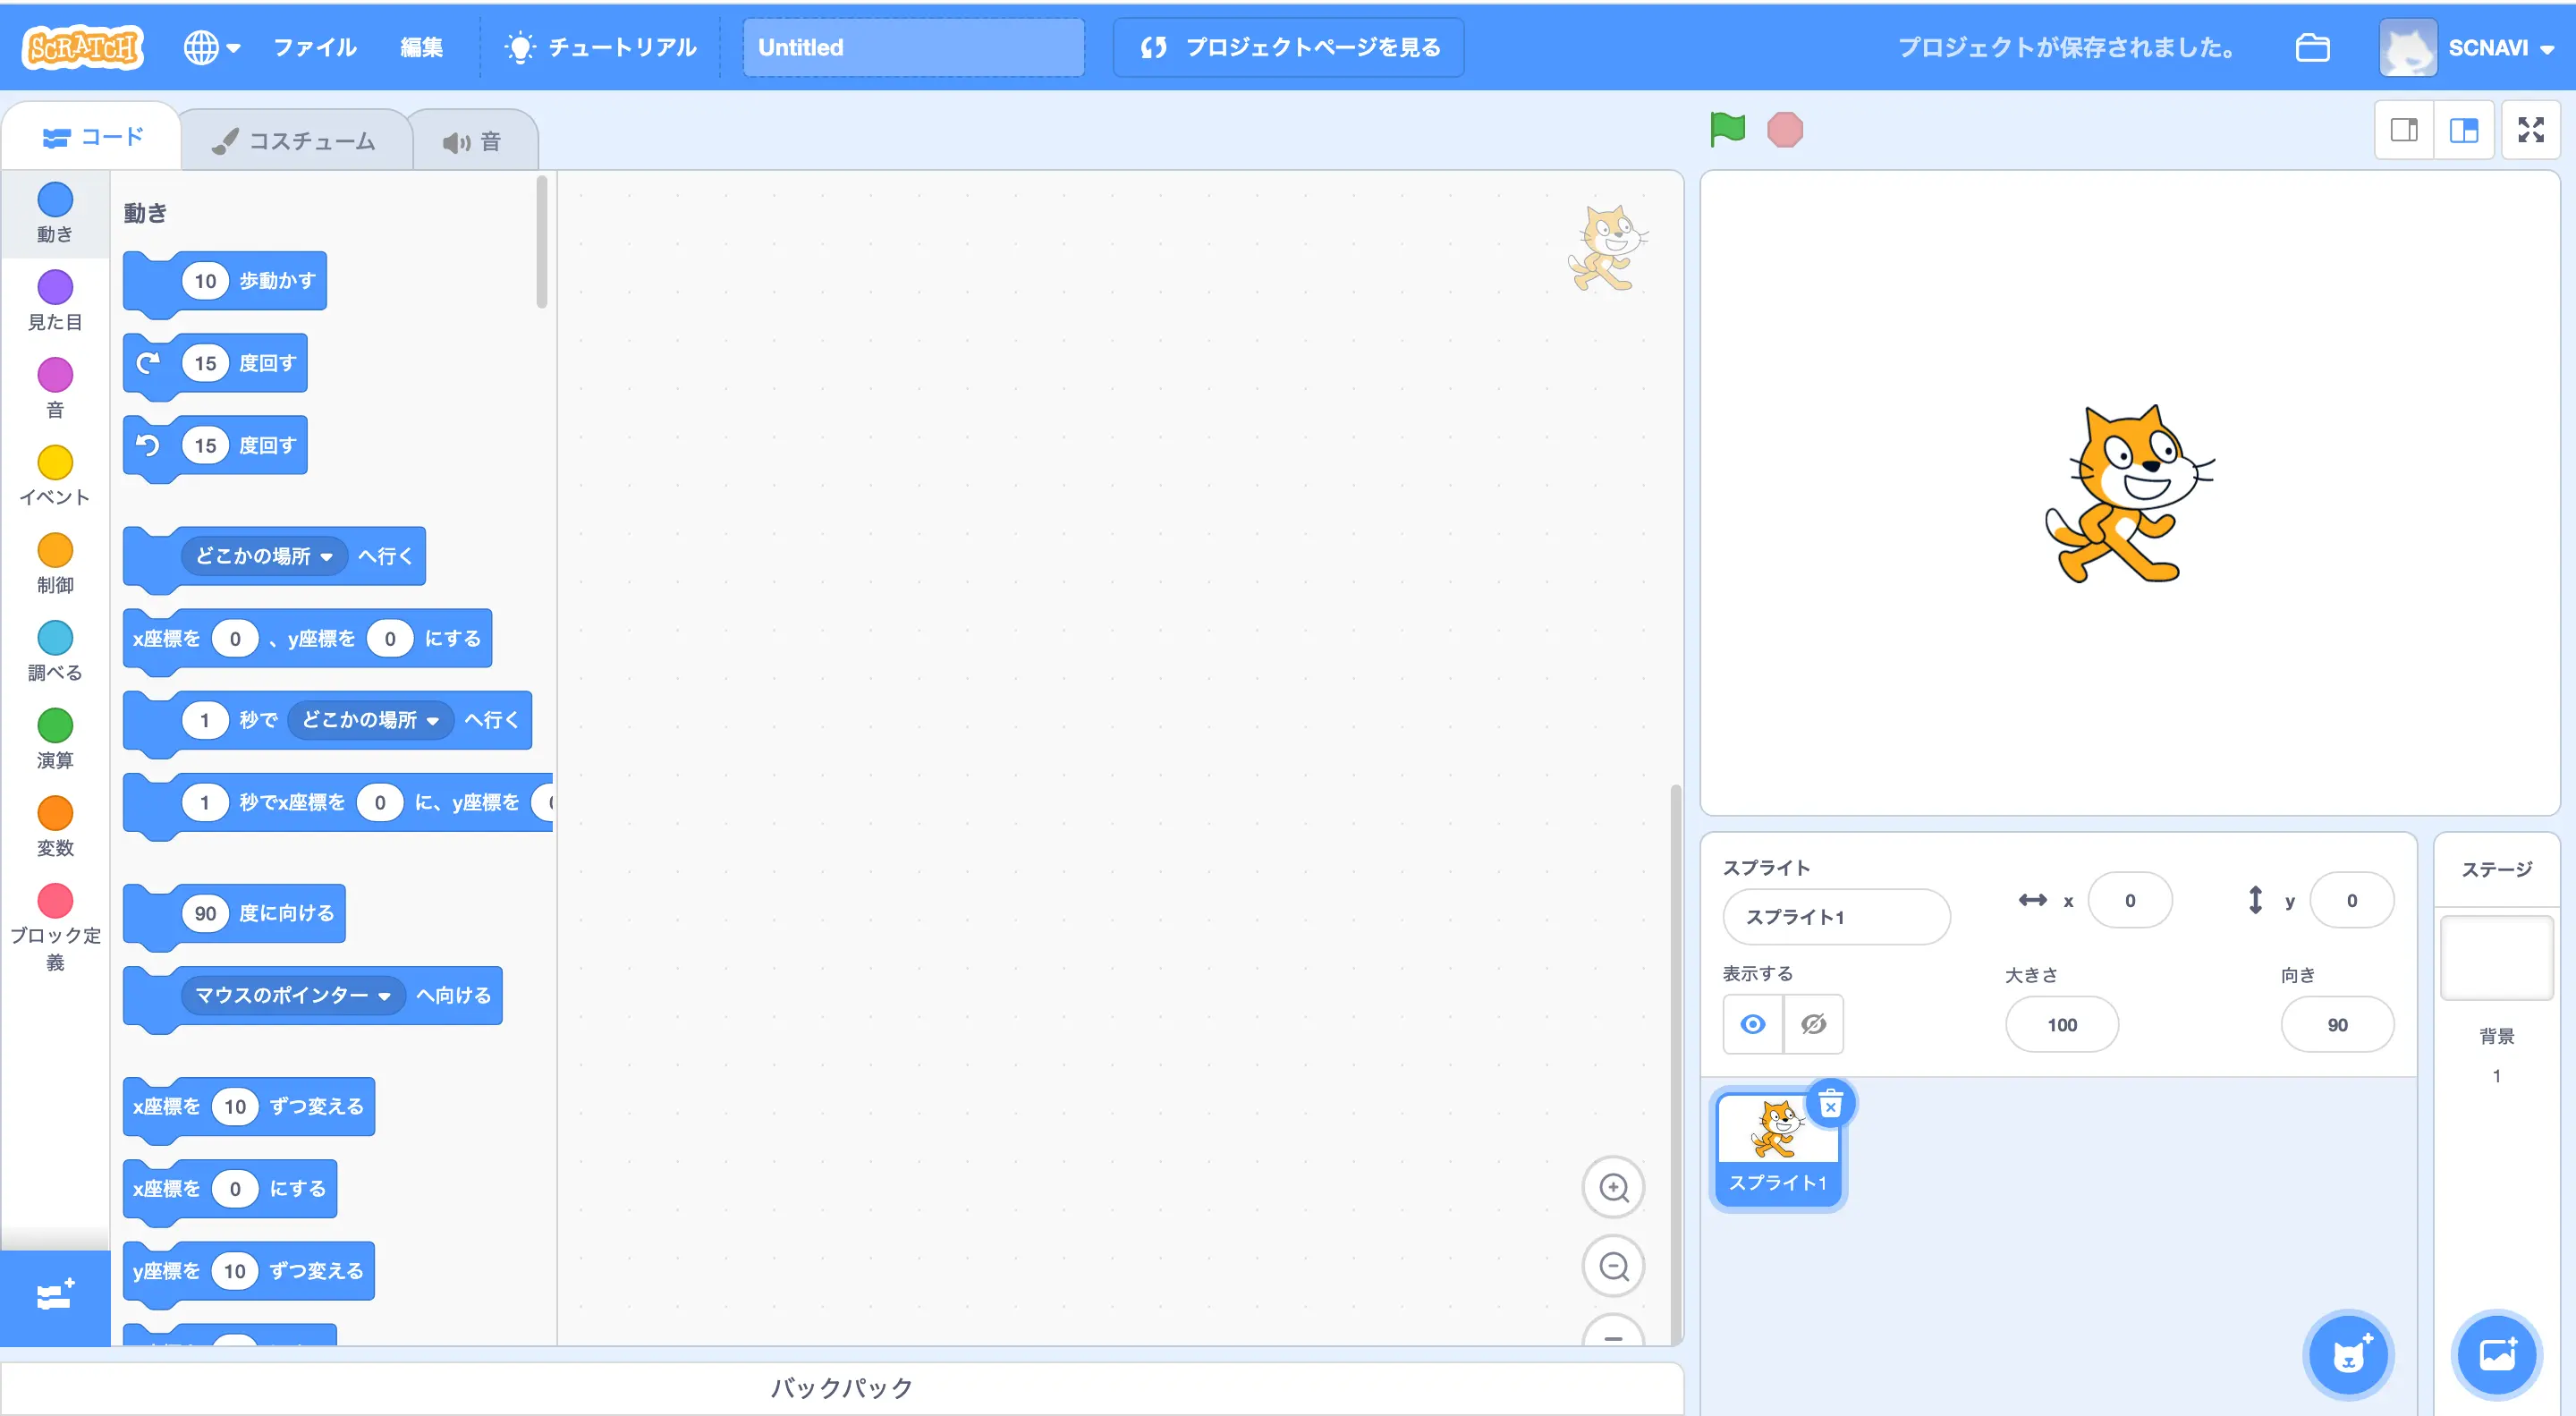 SCRATCH
ファイル
編集
チュートリアル
Untitled
プロジェクトページを見る
プロジェクトが保存されました。
SCNAVI
コード
コスチューム
音
動き
見た目
音
イベント
制御
調べる
演算
変数
ブロック定
義
動き
10 歩動かす
15 度回す
15 度回す
どこかの場所 へ行く
x座標を 0 、y座標を 0 にする
1 秒で どこかの場所 へ行く
1 秒でx座標を 0 に、y座標を
90 度に向ける
マウスのポインター へ向ける
x座標を 10 ずつ変える
x座標を 0 にする
y座標を 10 ずつ変える
バックパック
スプライト
スプライト1
x 0
y 0
表示する
大きさ
100
向き
90
スプライト1
ステージ
背景
1